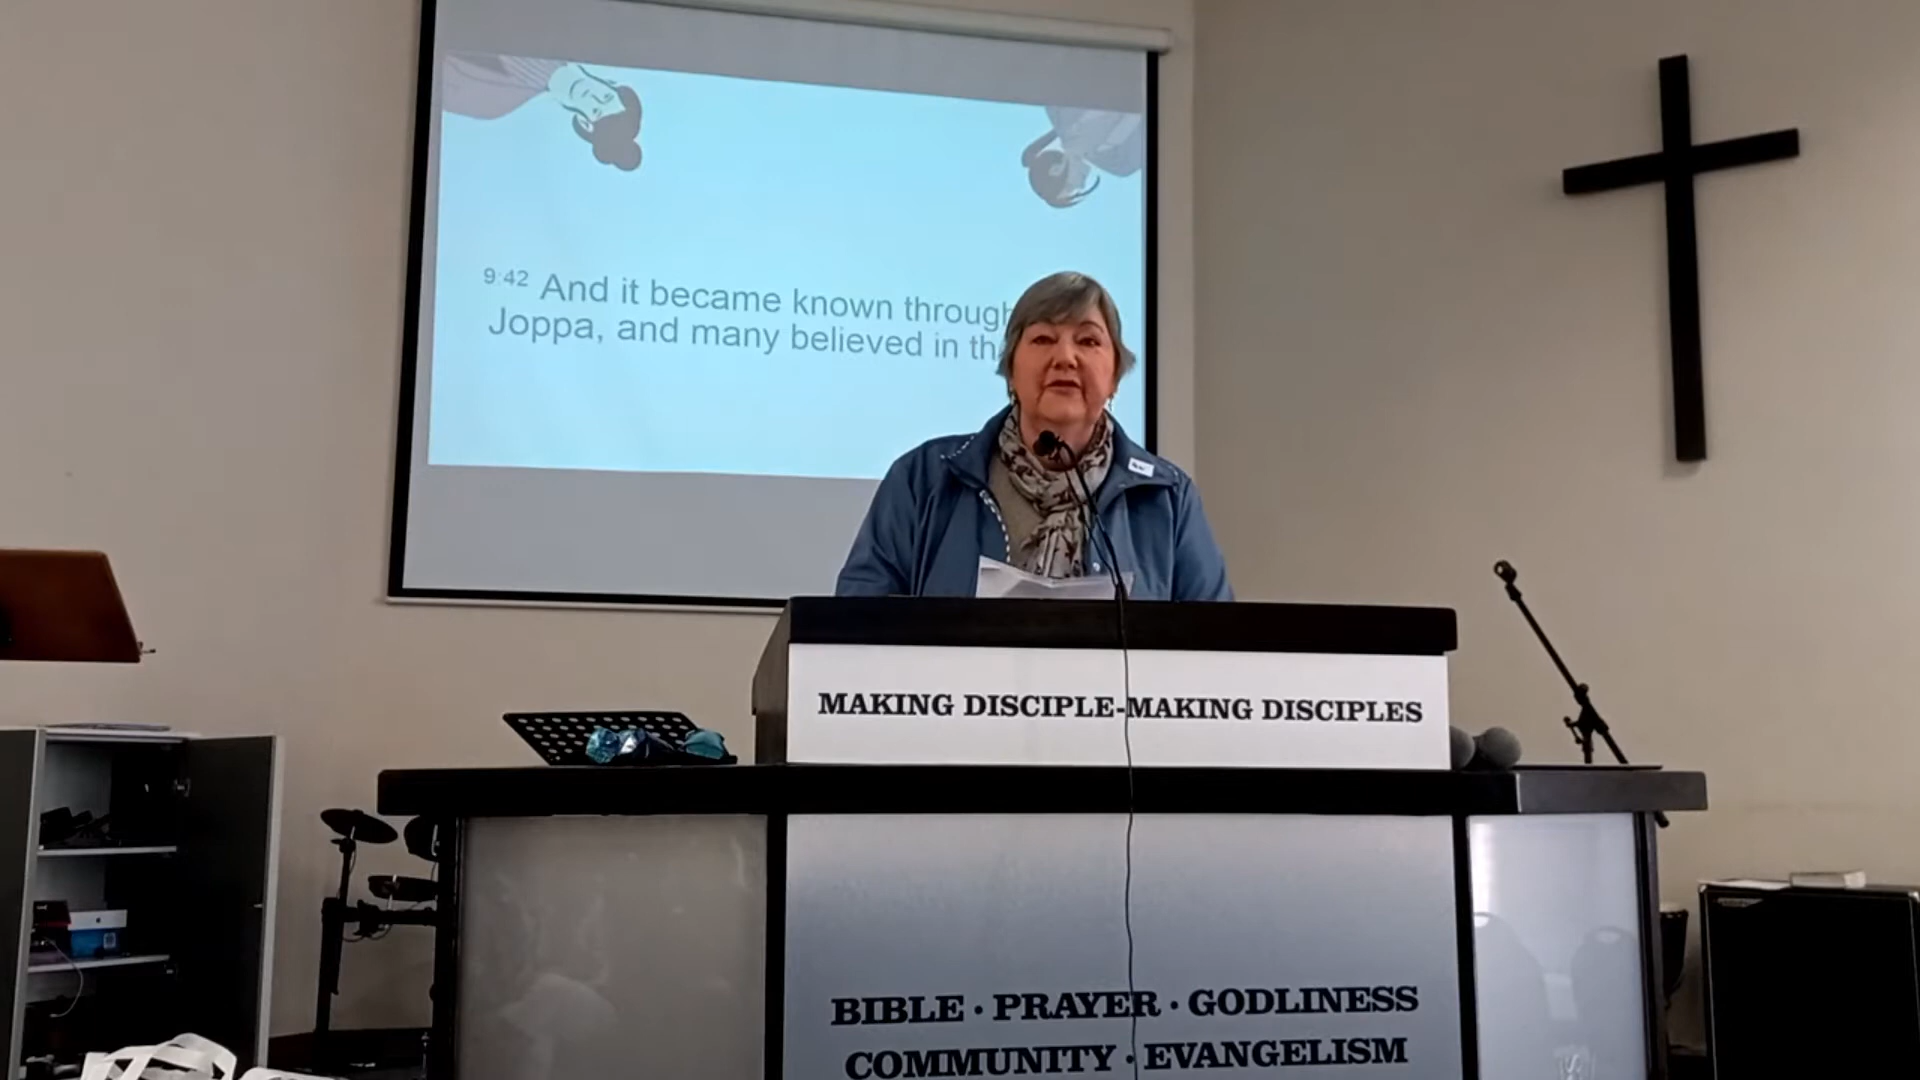 9:42 And it became known through
Joppa, and many believed in th
MAKING DISCIPLE-MAKING DISCIPLES
BIBLE · PRAYER · GODLINESS
COMMUNITY · EVANGELISM